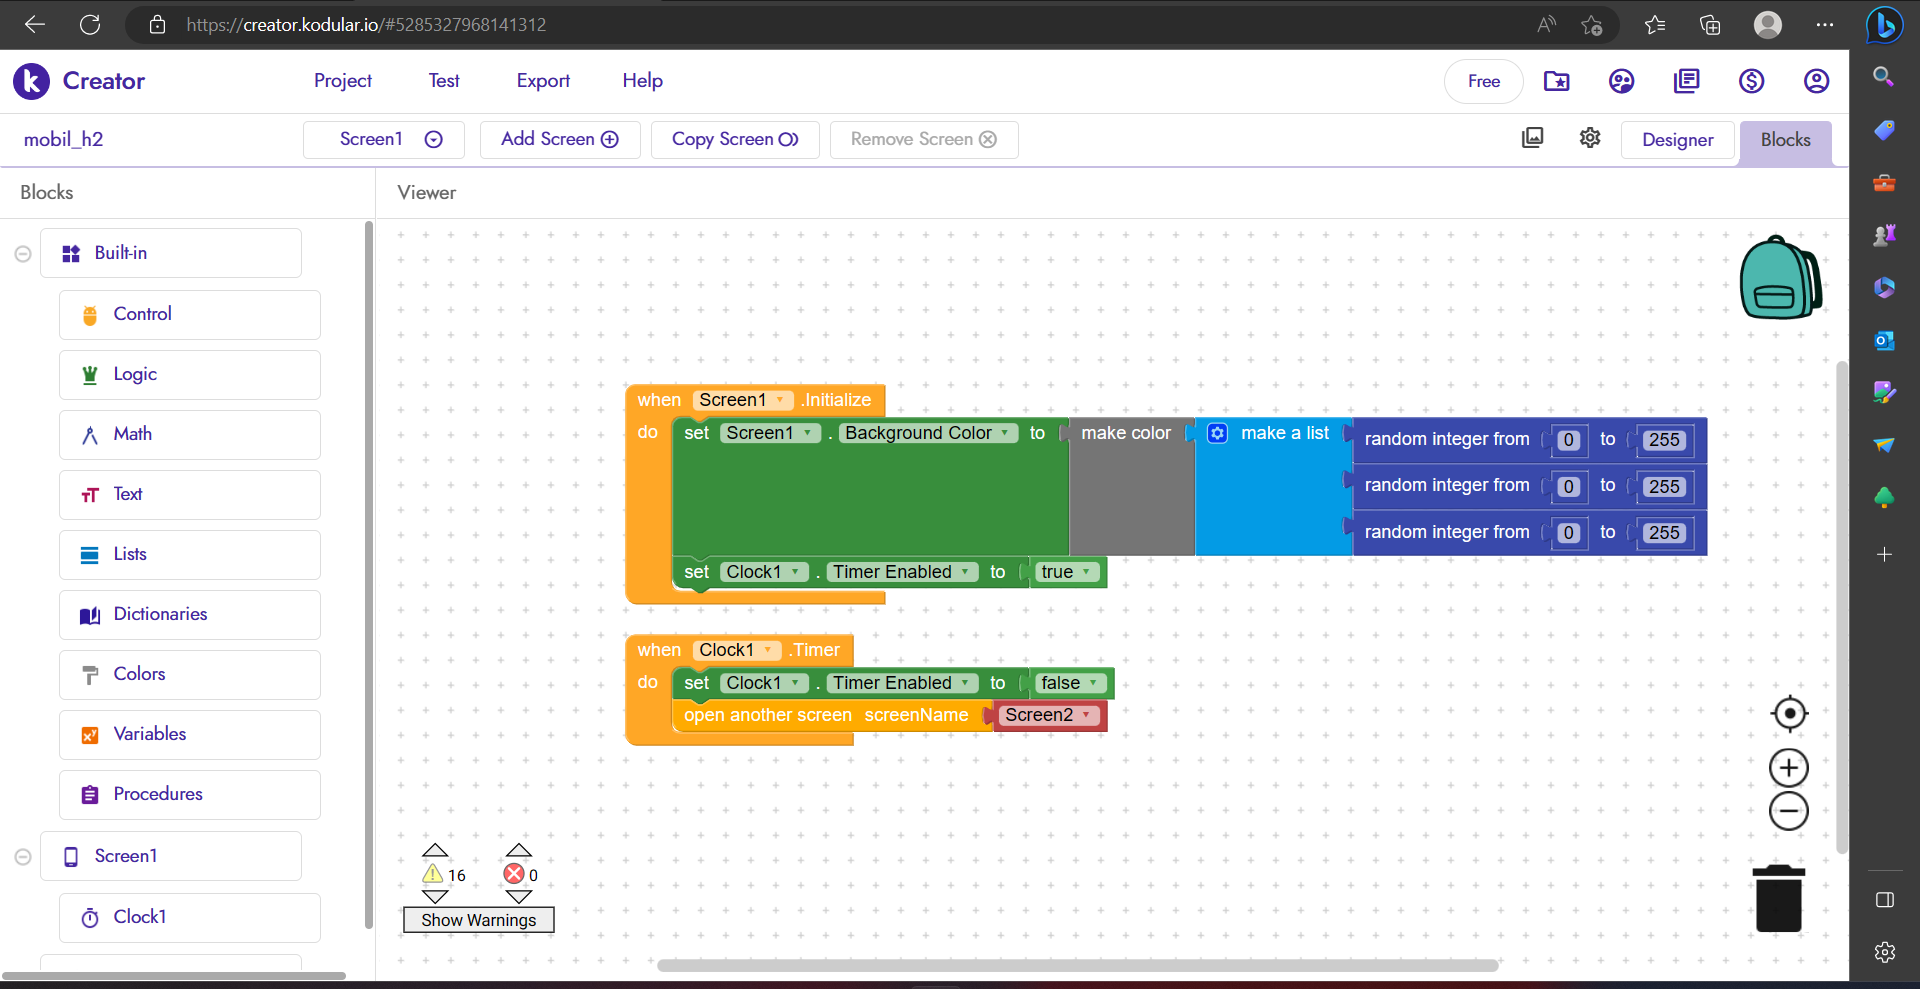 https://creator.kodular.io/#5285327968141312
Creator Project Test Export Help Free
mobil_h2 Screen1 Add Screen Copy Screen Remove Screen Designer Blocks
Blocks Viewer
Built-in
Control
Logic
Math
Text
Lists
Dictionaries
Colors
Variables
Procedures
Screen1
Clock1
when Screen1 .Initialize
do set Screen1 . Background Color to make color make a list random integer from 0 to 255
random integer from 0 to 255
random integer from 0 to 255
set Clock1 . Timer Enabled to true
when Clock1 .Timer
do set Clock1 . Timer Enabled to false
open another screen screenName Screen2
16 0
Show Warnings